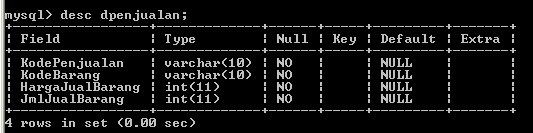 mysql> desc dpenjualan;
+----------------+-------------+------+-----+---------+-------+
| Field          | Type        | Null | Key | Default | Extra |
+----------------+-------------+------+-----+---------+-------+
| KodePenjualan  | varchar(10) | NO   |     | NULL    |       |
| KodeBarang     | varchar(10) | NO   |     | NULL    |       |
| HargaJualBarang | int(11)     | NO   |     | NULL    |       |
| JmlJualBarang  | int(11)     | NO   |     | NULL    |       |
+----------------+-------------+------+-----+---------+-------+
4 rows in set (0.00 sec)